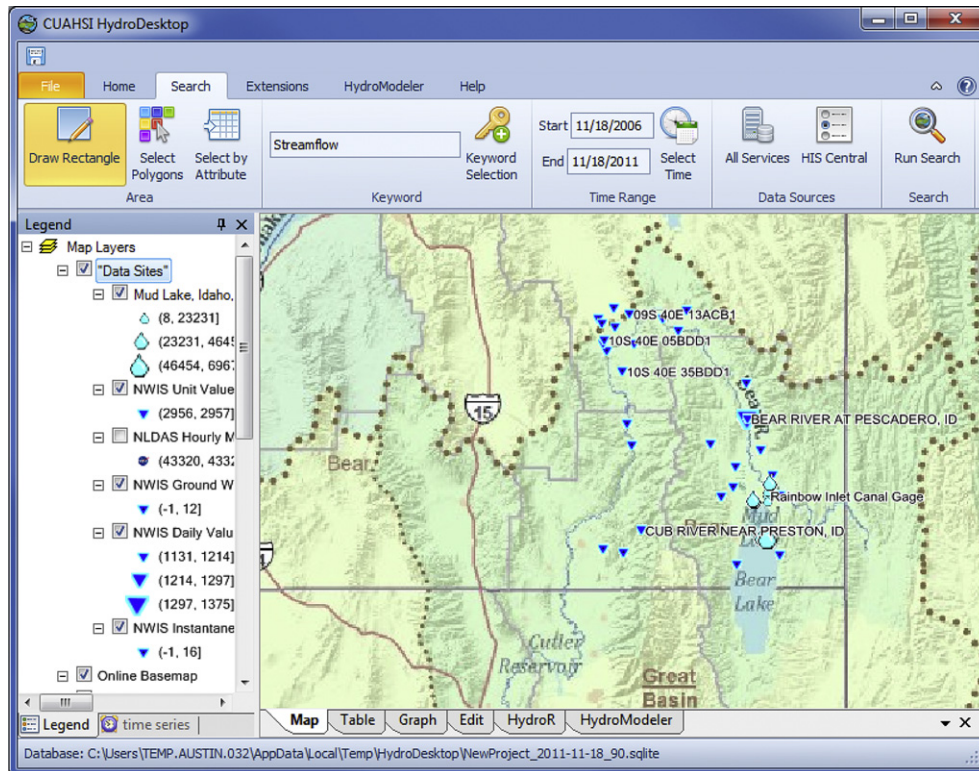 CUAHSI HydroDesktop
File Home Search Extensions HydroModeler Help
Draw Rectangle
Select Polygons
Select by Attribute
Area
Streamflow
Keyword Selection
Keyword
Start 11/18/2006
End 11/18/2011
Select Time
Time Range
All Services
HIS Central
Data Sources
Run Search
Search
Legend
Map Layers
"Data Sites"
Mud Lake, Idaho,
(8, 23231]
(23231, 4645
(46454, 6967
NWIS Unit Value
(2956, 2957]
NLDAS Hourly M
(43320, 4332
NWIS Ground W
(-1, 12]
NWIS Daily Valu
(1131, 1214]
(1214, 1297]
(1297, 1375]
NWIS Instantane
(-1, 16]
Online Basemap
Legend
time series
09S 40E 13ACB1
10S 40E 05BDD1
10S 40E 35BDD1
15
BEAR RIVER AT PESCADERO, ID
Bear
Rainbow Inlet Canal Gage
Mud
CUB RIVER NEAR PRESTON, ID
Bear
Lake
Cutler
Reservoir
Great
Basin
Map Table Graph Edit HydroR HydroModeler
Database: C:\Users\TEMP.AUSTIN.032\AppData\Local\Temp\HydroDesktop\NewProject_2011-11-18_90.sqlite